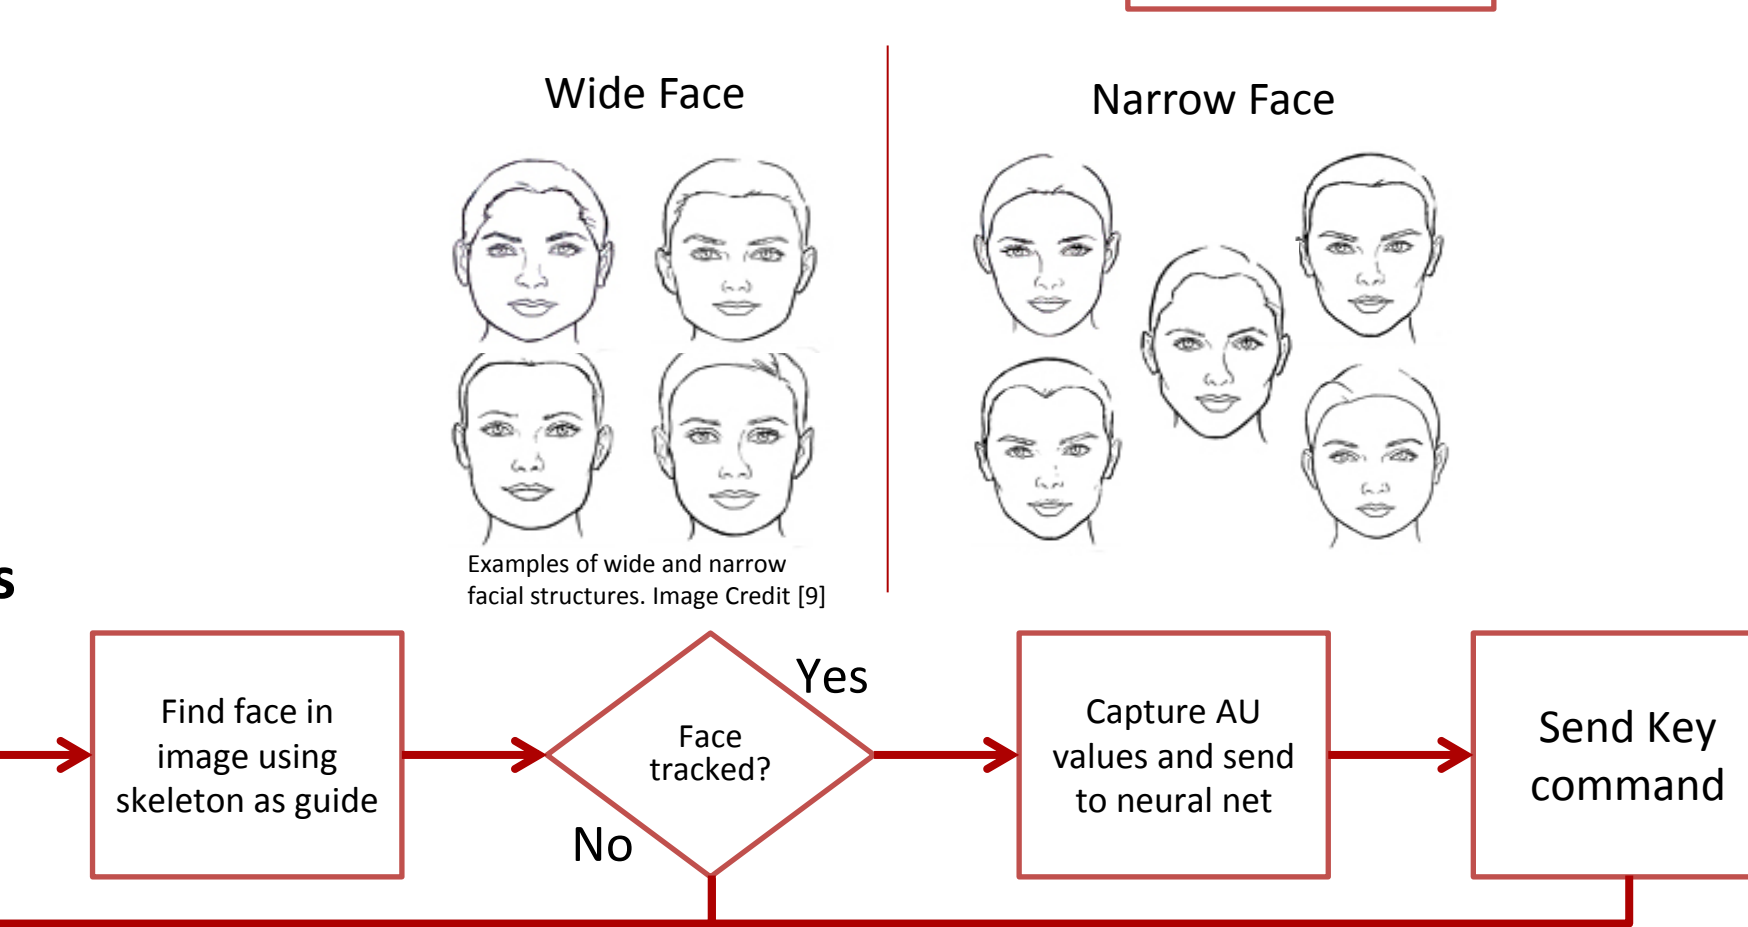 Wide Face
Narrow Face
Examples of wide and narrow
facial structures. Image Credit [9]
s
Find face in
image using
skeleton as guide
Face
tracked?
Yes
No
Capture AU
values and send
to neural net
Send Key
command